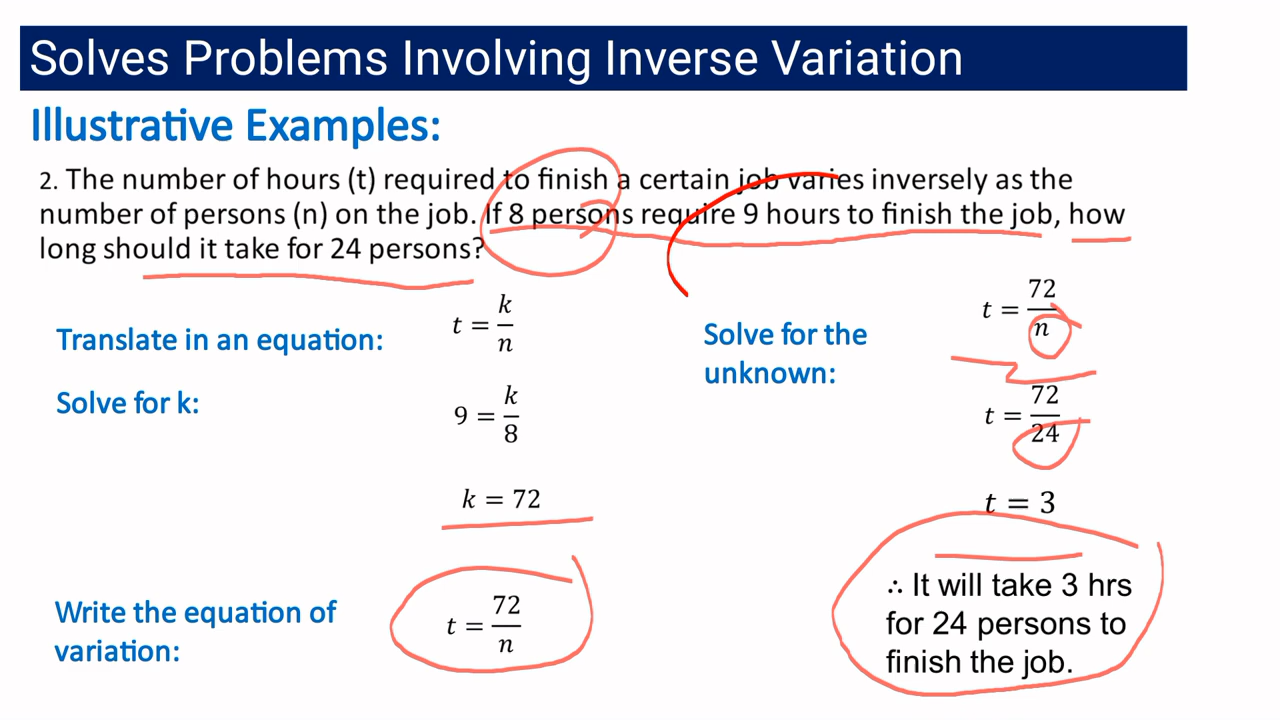 Solves Problems Involving Inverse Variation
Illustrative Examples:
2. The number of hours (t) required to finish a certain job varies inversely as the
number of persons (n) on the job. If 8 persons require 9 hours to finish the job, how
long should it take for 24 persons?
Translate in an equation:
t = k/n
Solve for k:
9 = k/8
k = 72
Write the equation of
variation:
t = 72/n
Solve for the
unknown:
t = 72/n
t = 72/24
t = 3
∴ It will take 3 hrs
for 24 persons to
finish the job.